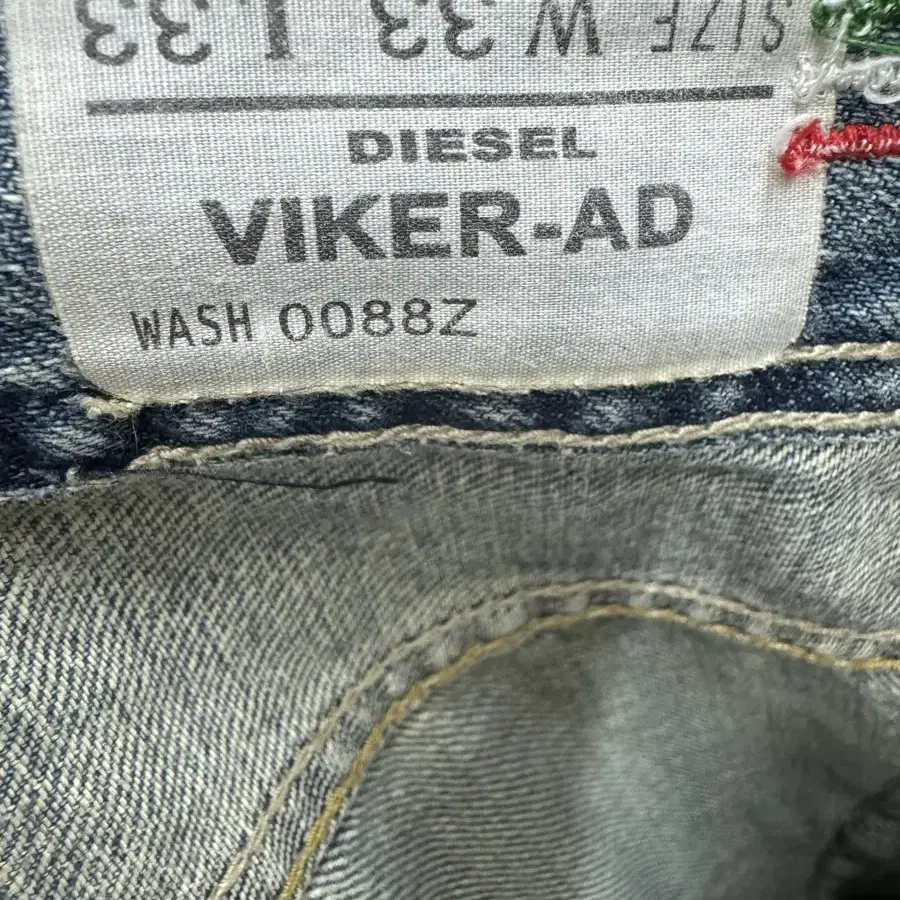 SIZE W 33 L 33
DIESEL
VIKER-AD
WASH 0088Z